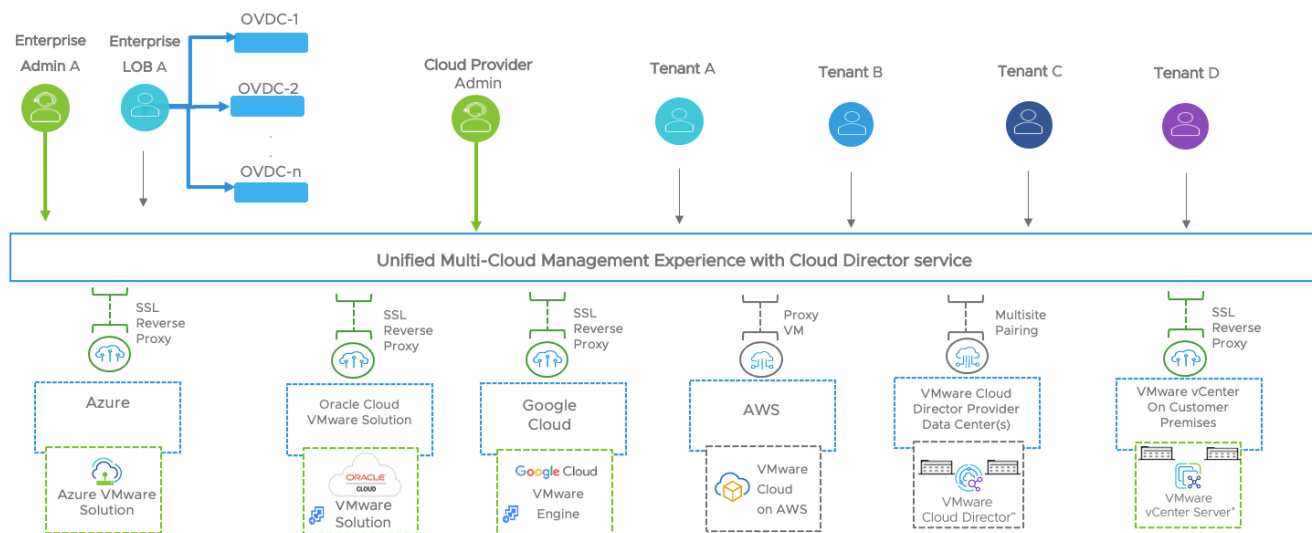 OVDC-1
Enterprise
Admin A
Enterprise
LOB A
OVDC-2
.
.
OVDC-n
Cloud Provider
Admin
Tenant A
Tenant B
Tenant C
Tenant D
Unified Multi-Cloud Management Experience with Cloud Director service
SSL
Reverse
Proxy
SSL
Reverse
Proxy
SSL
Reverse
Proxy
Proxy
VM
Multisite
Pairing
SSL
Reverse
Proxy
Azure
Oracle Cloud
VMware Solution
Google
Cloud
AWS
VMware Cloud
Director Provider
Data Center(s)
VMware vCenter
On Customer
Premises
Azure VMware
Solution
ORACLE
CLOUD
VMware
Solution
Google Cloud
VMware
Engine
VMware
Cloud
on AWS
VMware
Cloud Director™
VMware
vCenter Server®